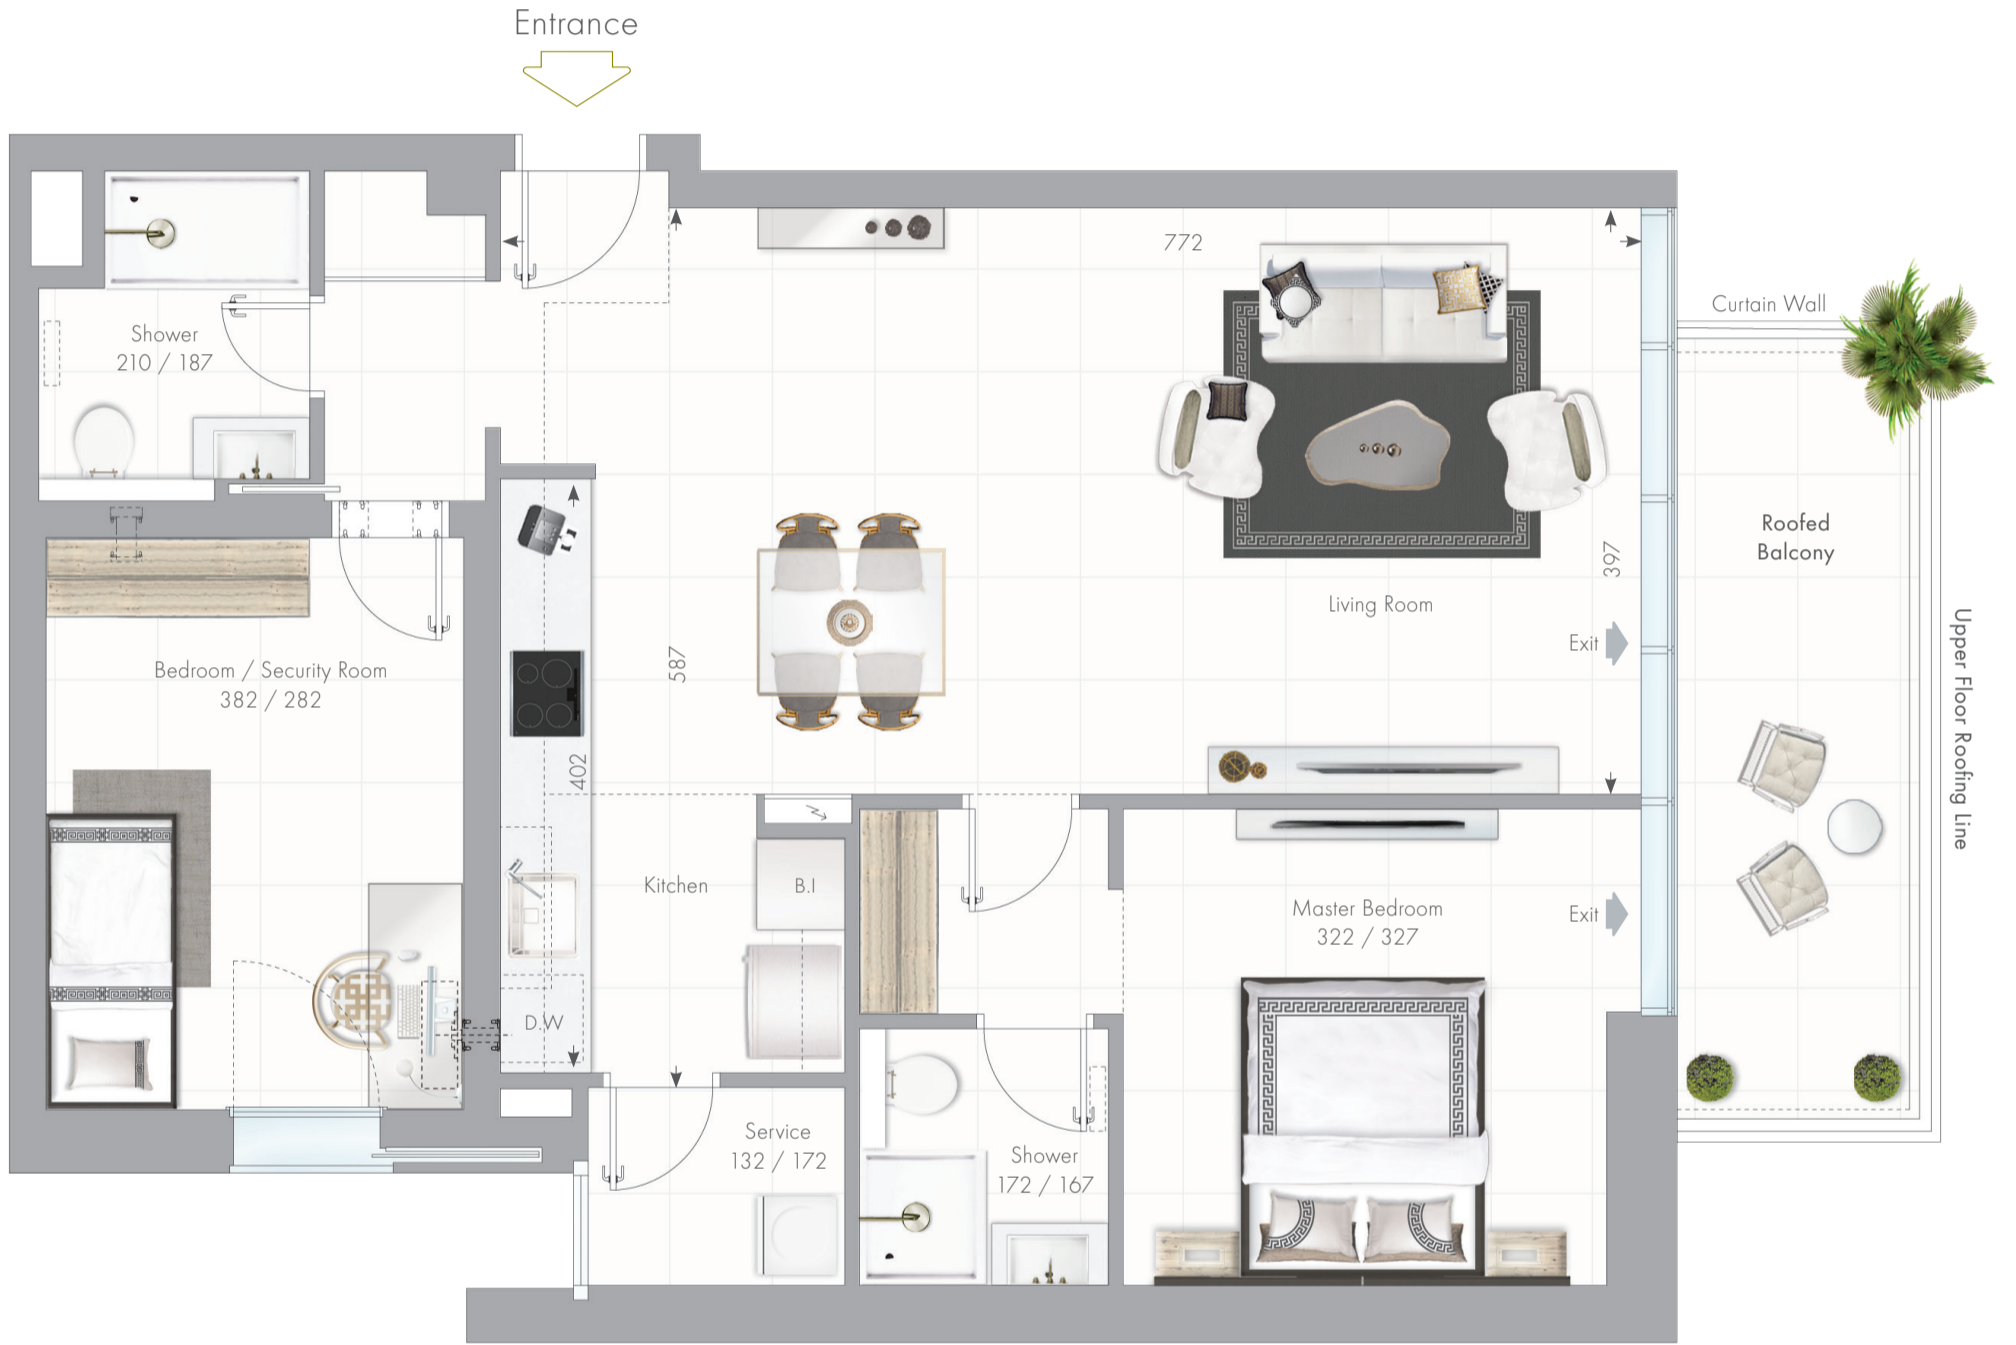 Entrance
772
Curtain Wall
Shower
210 / 187
Roofed
Balcony
397
Living Room
Exit
Bedroom / Security Room
382 / 282
587
402
Upper Floor Roofing Line
Kitchen
B.I
Master Bedroom
322 / 327
Exit
D.W
Service
132 / 172
Shower
172 / 167